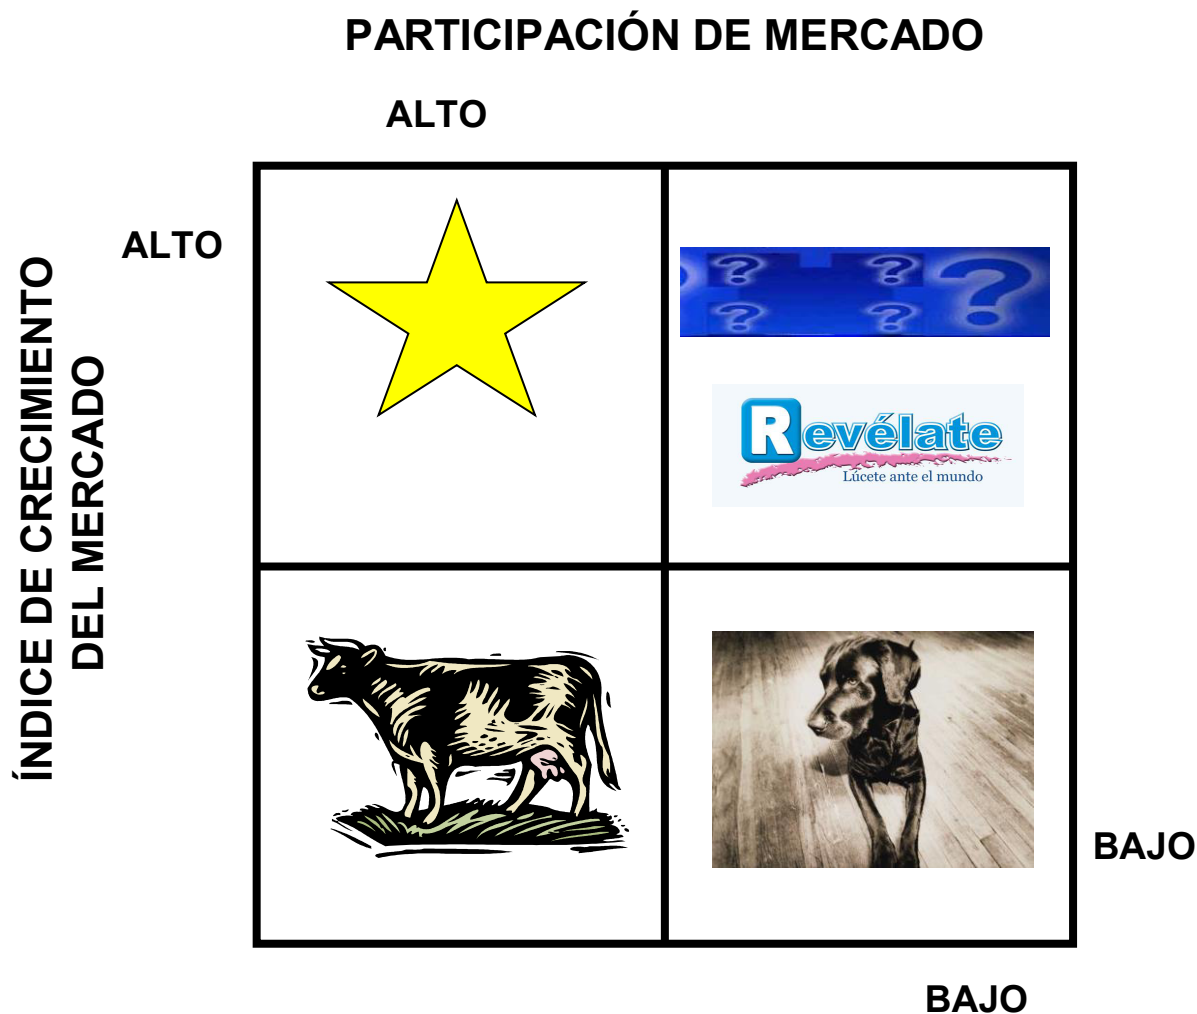 PARTICIPACIÓN DE MERCADO
ALTO
ALTO
ÍNDICE DE CRECIMIENTO
DEL MERCADO
? ? ?
? ?
Revélate
Lúcete ante el mundo
BAJO
BAJO